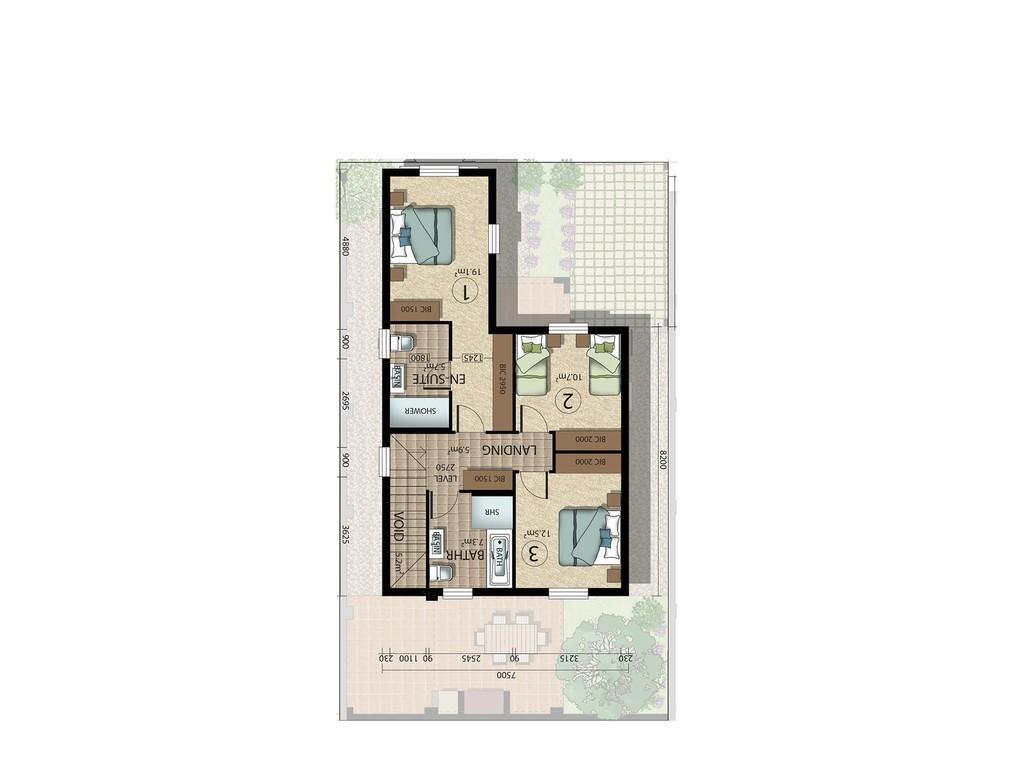 4880
900
2695
900
3625
19.1m²
1
BIC 1500
1800
5.7m²
EN-SUITE
BASIN
SHOWER
1245
BIC 2950
10.7m²
2
BIC 2000
BIC 2000
LANDING
5.9m²
2750
LEVEL
BIC 1500
VOID
5.2m²
SHR
BASIN
7.3m²
BATHR
BATH
12.5m²
3
8200
230 1100 90 2545 90 3215 230
7500